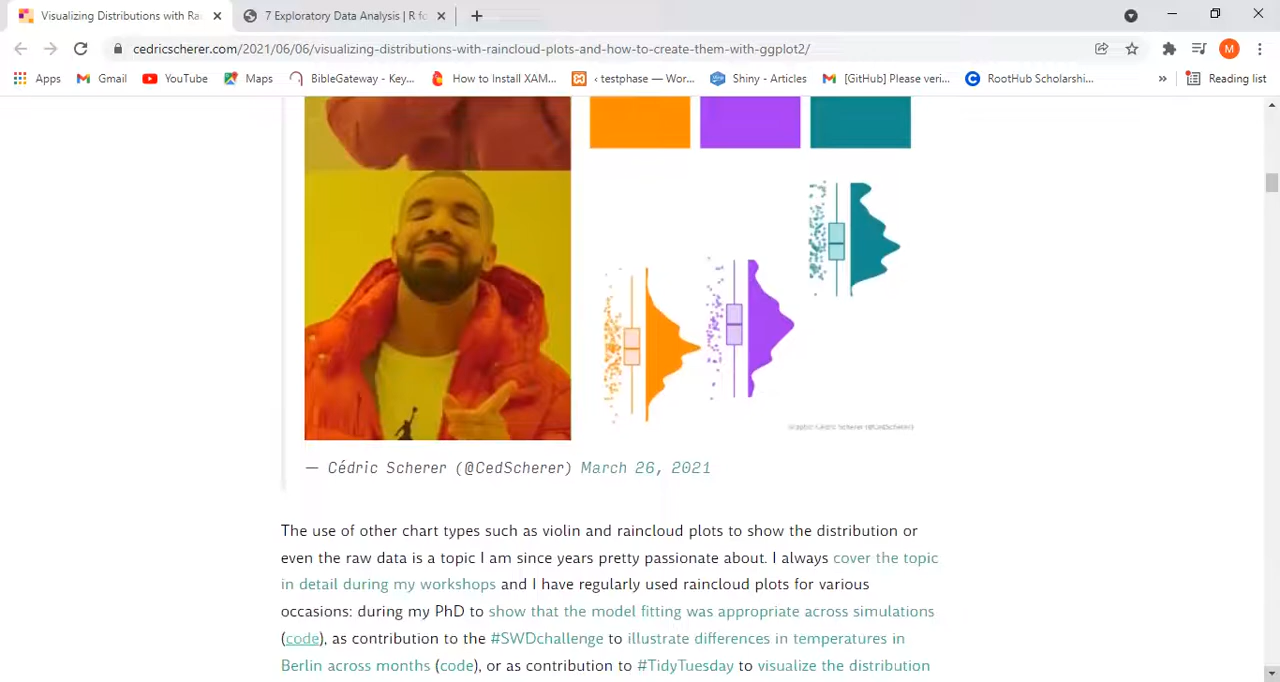 Visualizing Distributions with Ra
7 Exploratory Data Analysis | R fo
cedricscherer.com/2021/06/06/visualizing-distributions-with-raincloud-plots-and-how-to-create-them-with-ggplot2/
M
Apps
Gmail
YouTube
Maps
BibleGateway - Key...
How to Install XAM...
‹ testphase — Wor...
Shiny - Articles
[GitHub] Please veri...
RootHub Scholarshi...
»
Reading list
Graphic: Cédric Scherer (@CedScherer)
— Cédric Scherer (@CedScherer) March 26, 2021
The use of other chart types such as violin and raincloud plots to show the distribution or
even the raw data is a topic I am since years pretty passionate about. I always cover the topic
in detail during my workshops and I have regularly used raincloud plots for various
occasions: during my PhD to show that the model fitting was appropriate across simulations
(code), as contribution to the #SWDchallenge to illustrate differences in temperatures in
Berlin across months (code), or as contribution to #TidyTuesday to visualize the distribution